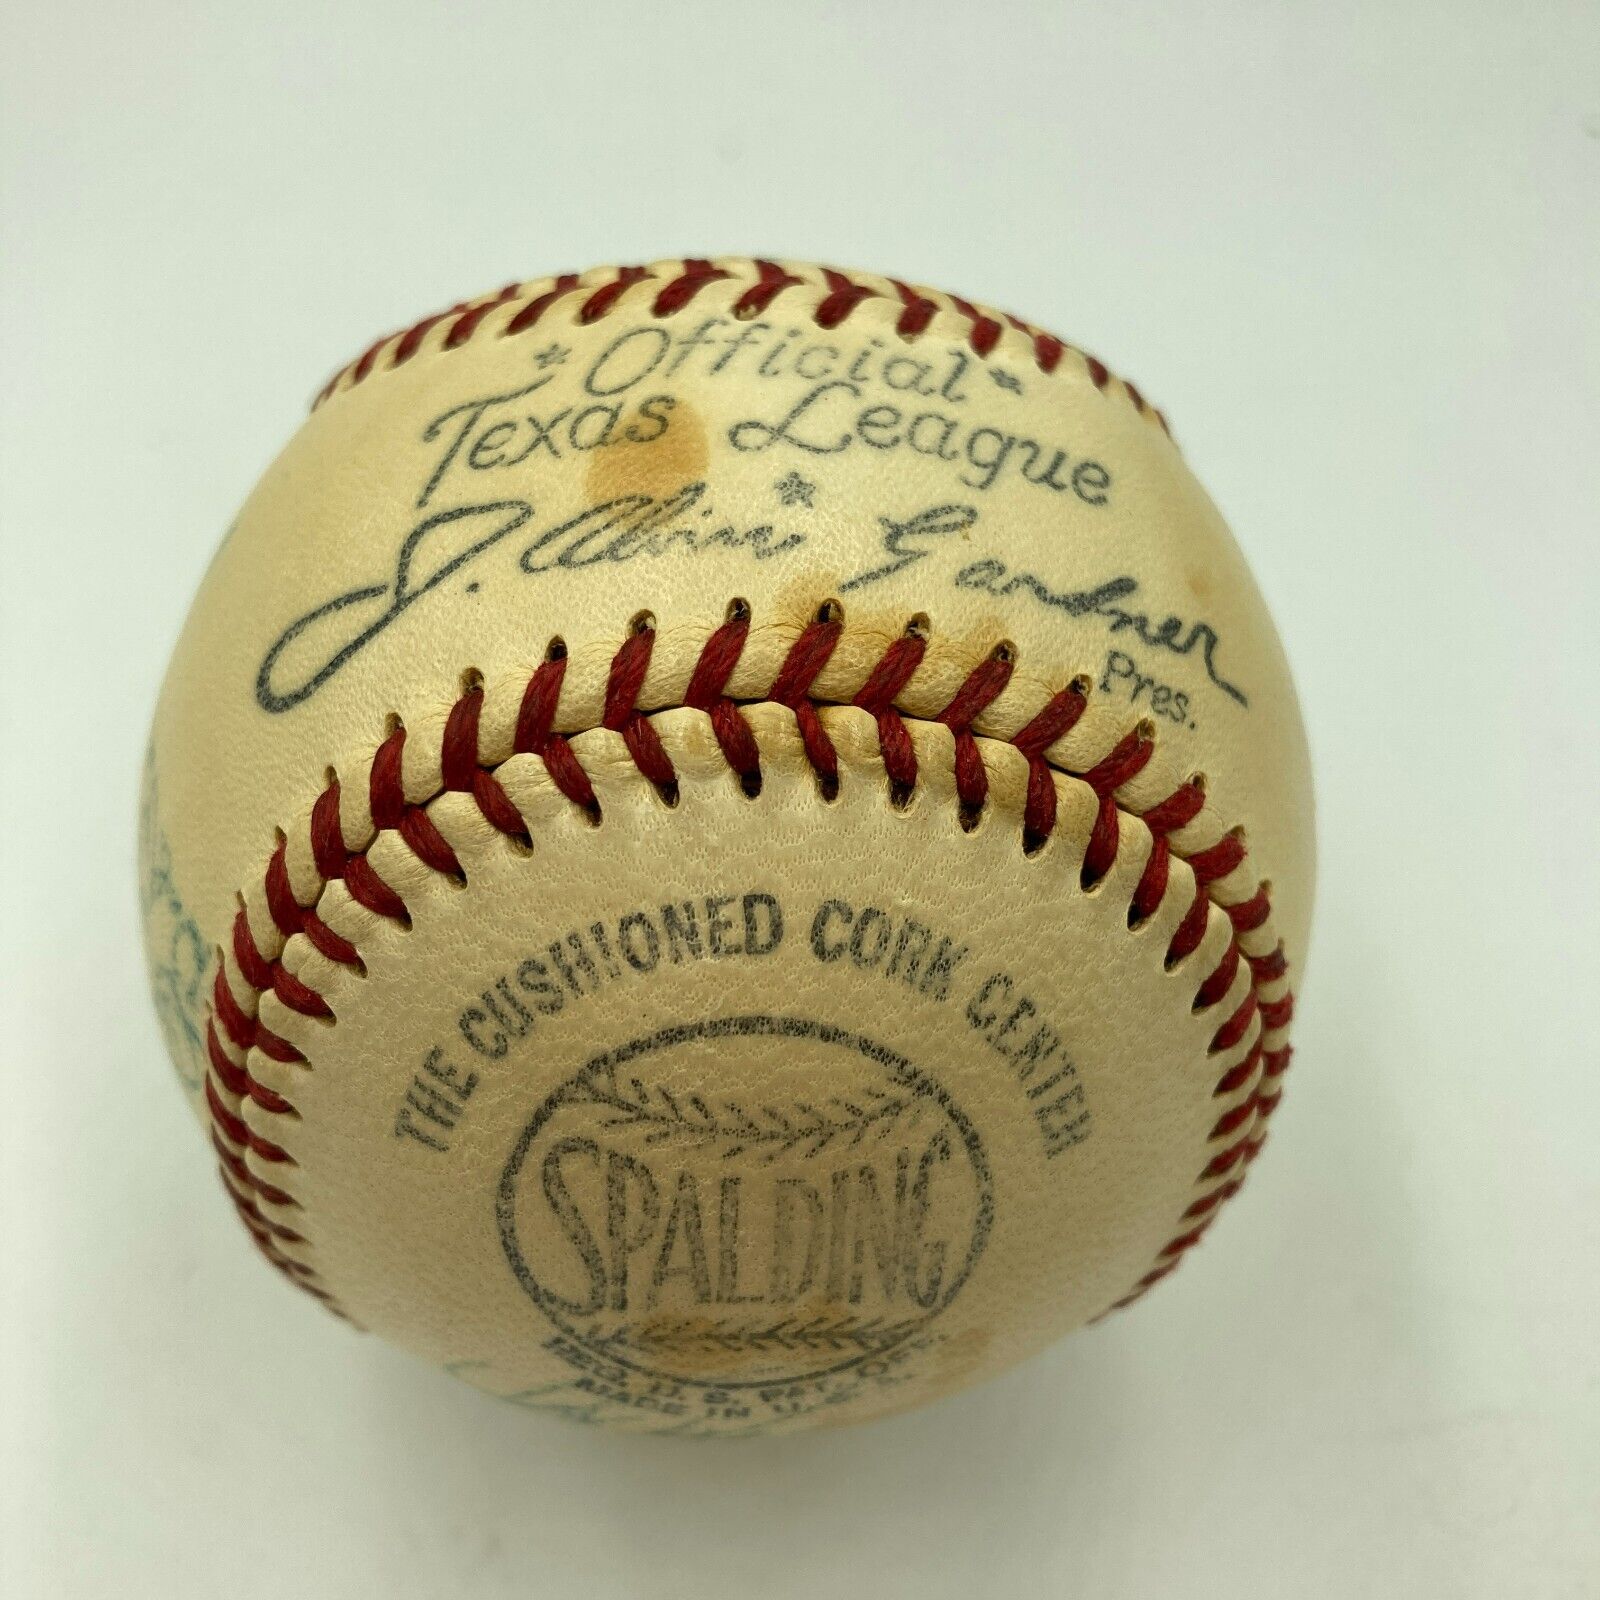 * Official *
Texas League
*
J. Alvin Gardner
Pres.
THE CUSHIONED CORK CENTER
SPALDING
REG. U. S. PAT. OFF.
MADE IN U. S. A.